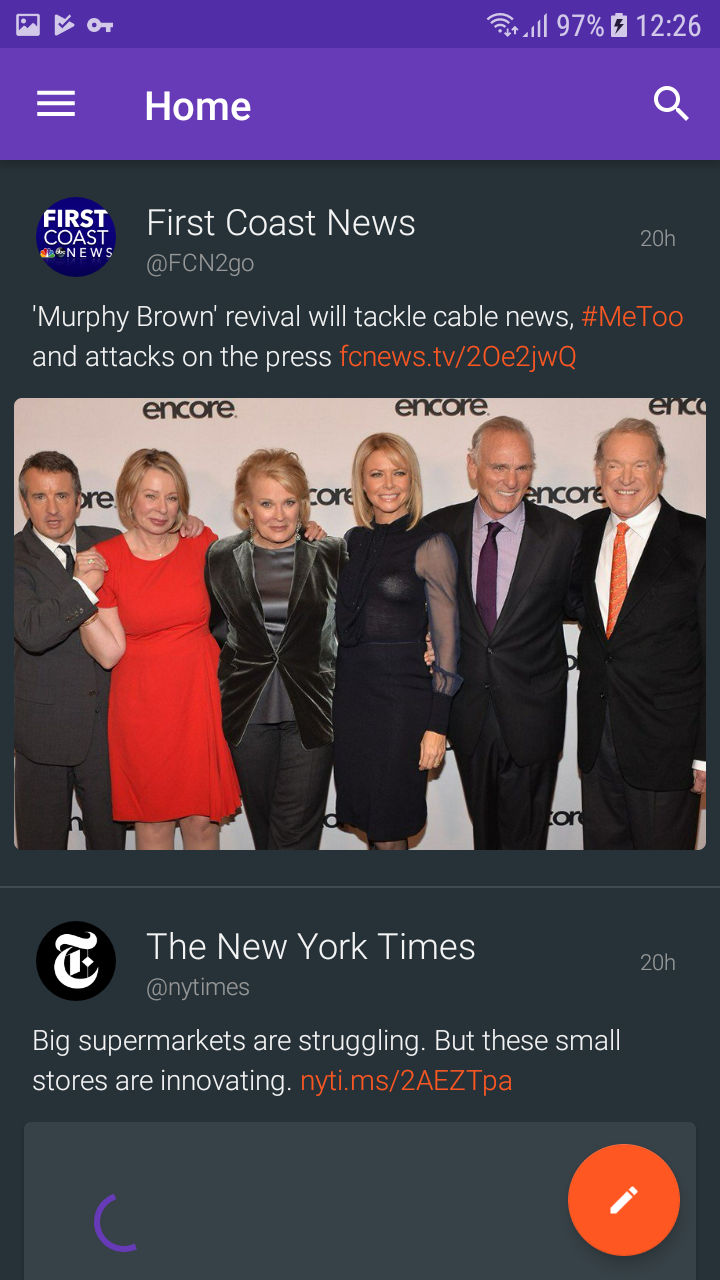 97% 12:26
Home
FIRST
COAST
NEWS
First Coast News
20h
@FCN2go
'Murphy Brown' revival will tackle cable news, #MeToo
and attacks on the press fcnews.tv/2Oe2jwQ
encore. encore. enco
ore. core encore
core core
The New York Times
20h
@nytimes
Big supermarkets are struggling. But these small
stores are innovating. nyti.ms/2AEZTpa